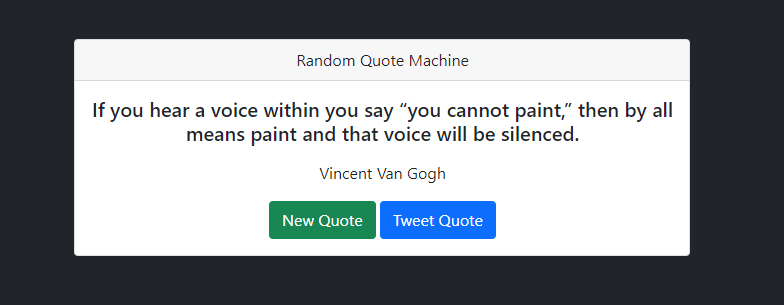 Random Quote Machine
If you hear a voice within you say “you cannot paint,” then by all
means paint and that voice will be silenced.
Vincent Van Gogh
New Quote Tweet Quote